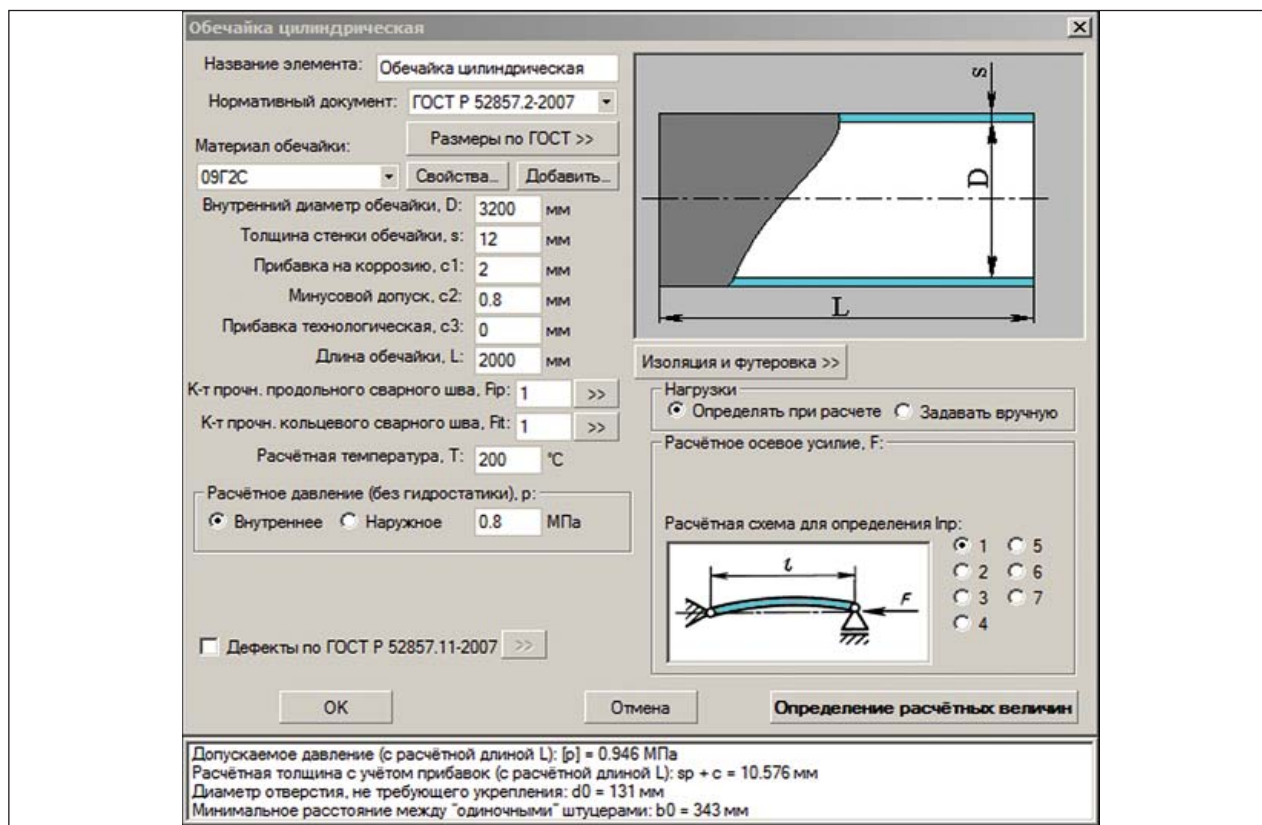 Обечайка цилиндрическая
Название элемента: Обечайка цилиндрическая
Нормативный документ: ГОСТ Р 52857.2-2007
Размеры по ГОСТ >>
Материал обечайки:
09Г2С Свойства... Добавить...
Внутренний диаметр обечайки, D: 3200 мм
Толщина стенки обечайки, s: 12 мм
Прибавка на коррозию, c1: 2 мм
Минусовой допуск, c2: 0.8 мм
Прибавка технологическая, c3: 0 мм
Длина обечайки, L: 2000 мм
К-т прочн. продольного сварного шва, Fip: 1 >>
К-т прочн. кольцевого сварного шва, Fit: 1 >>
Расчётная температура, T: 200 °C
Расчётное давление (без гидростатики), p:
Внутреннее Наружное 0.8 МПа
Дефекты по ГОСТ Р 52857.11-2007 >>
s
D
L
Изоляция и футеровка >>
Нагрузки
Определять при расчете Задавать вручную
Расчётное осевое усилие, F:
Расчётная схема для определения lпр:
l
F
1 5
2 6
3 7
4
OK Отмена Определение расчётных величин
Допускаемое давление (с расчётной длиной L): [p] = 0.946 МПа
Расчётная толщина с учётом прибавок (с расчётной длиной L): sp + c = 10.576 мм
Диаметр отверстия, не требующего укрепления: d0 = 131 мм
Минимальное расстояние между "одиночными" штуцерами: b0 = 343 мм